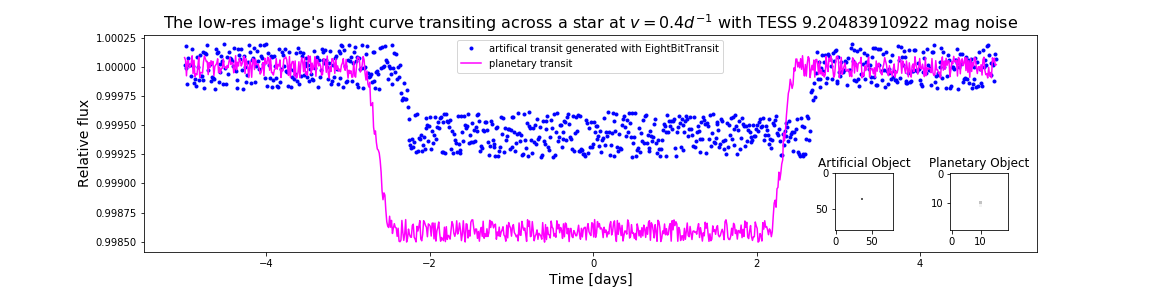 The low-res image's light curve transiting across a star at v = 0.4d⁻¹ with TESS 9.20483910922 mag noise
artifical transit generated with EightBitTransit
planetary transit
Relative flux
1.00025
1.00000
0.99975
0.99950
0.99925
0.99900
0.99875
0.99850
Artificial Object
0
50
0 50
Planetary Object
0
10
0 10
−4 −2 0 2 4
Time [days]